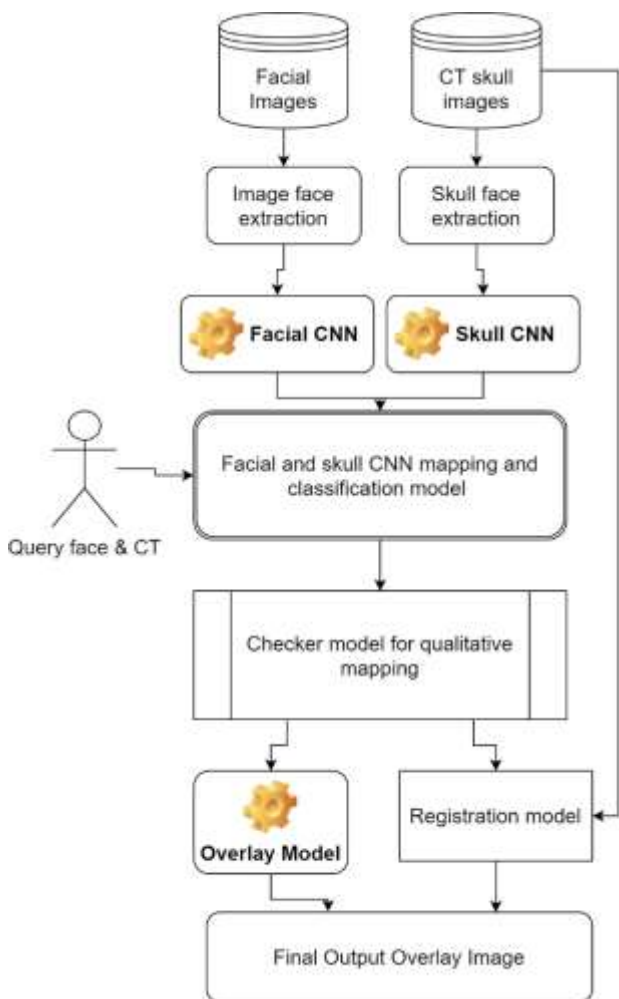 Facial
Images
CT skull
images
Image face
extraction
Skull face
extraction
Facial CNN
Skull CNN
Facial and skull CNN mapping and
classification model
Query face & CT
Checker model for qualitative
mapping
Overlay Model
Registration model
Final Output Overlay Image